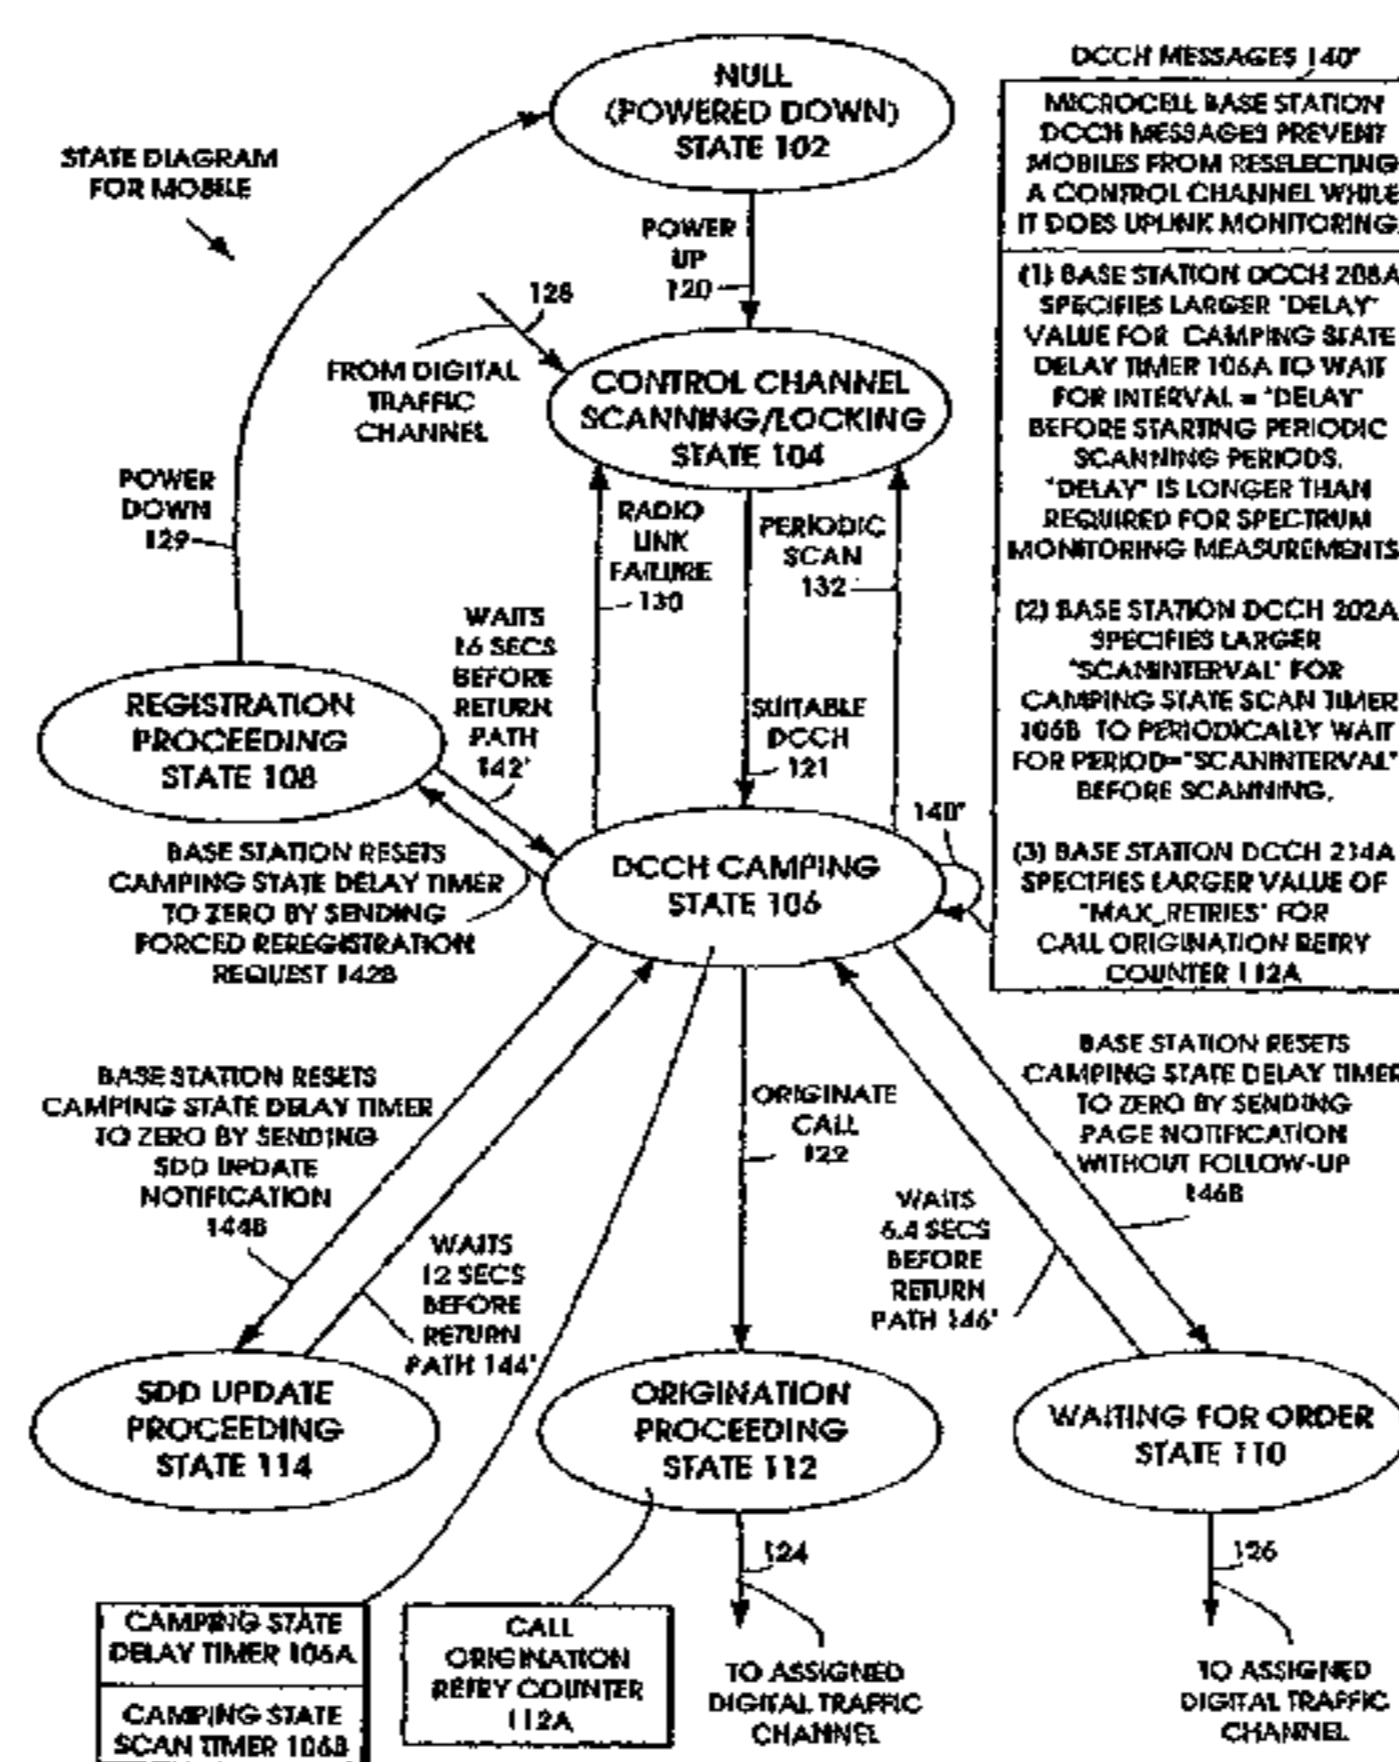 NULL
(POWERED DOWN)
STATE 102
STATE DIAGRAM
FOR MOBILE
POWER
UP
120
128
FROM DIGITAL
TRAFFIC
CHANNEL
CONTROL CHANNEL
SCANNING/LOCKING
STATE 104
POWER
DOWN
129
RADIO
LINK
FAILURE
130
PERIODIC
SCAN
132
WAITS
16 SECS
BEFORE
RETURN
PATH
142'
REGISTRATION
PROCEEDING
STATE 108
SUITABLE
DCCH
121
140"
BASE STATION RESETS
CAMPING STATE DELAY TIMER
TO ZERO BY SENDING
FORCED REREGISTRATION
REQUEST 142B
DCCH CAMPING
STATE 106
DCCH MESSAGES 140"
MICROCELL BASE STATION
DCCH MESSAGES PREVENT
MOBILES FROM RESELECTING
A CONTROL CHANNEL WHILE
IT DOES UPLINK MONITORING.
(1) BASE STATION DCCH 208A
SPECIFIES LARGER "DELAY"
VALUE FOR CAMPING STATE
DELAY TIMER 106A TO WAIT
FOR INTERVAL = "DELAY"
BEFORE STARTING PERIODIC
SCANNING PERIODS.
"DELAY" IS LONGER THAN
REQUIRED FOR SPECTRUM
MONITORING MEASUREMENTS
(2) BASE STATION DCCH 202A
SPECIFIES LARGER
"SCANINTERVAL" FOR
CAMPING STATE SCAN TIMER
106B TO PERIODICALLY WAIT
FOR PERIOD="SCANINTERVAL"
BEFORE SCANNING.
(3) BASE STATION DCCH 214A
SPECIFIES LARGER VALUE OF
"MAX_RETRIES" FOR
CALL ORIGINATION RETRY
COUNTER 112A
BASE STATION RESETS
CAMPING STATE DELAY TIMER
TO ZERO BY SENDING
SDD UPDATE
NOTIFICATION
144B
WAITS
12 SECS
BEFORE
RETURN
PATH 144'
ORIGINATE
CALL
122
WAITS
6.4 SECS
BEFORE
RETURN
PATH 146'
BASE STATION RESETS
CAMPING STATE DELAY TIMER
TO ZERO BY SENDING
PAGE NOTIFICATION
WITHOUT FOLLOW-UP
146B
SDD UPDATE
PROCEEDING
STATE 114
ORIGINATION
PROCEEDING
STATE 112
WAITING FOR ORDER
STATE 110
124
126
CAMPING STATE
DELAY TIMER 106A
CAMPING STATE
SCAN TIMER 106B
CALL
ORIGINATION
RETRY COUNTER
112A
TO ASSIGNED
DIGITAL TRAFFIC
CHANNEL
TO ASSIGNED
DIGITAL TRAFFIC
CHANNEL